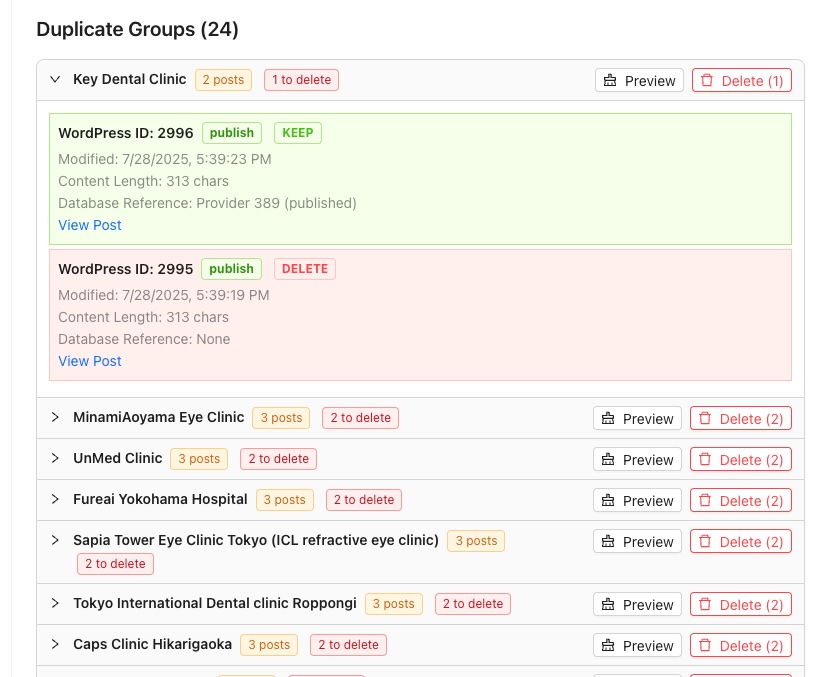 Duplicate Groups (24)
Key Dental Clinic 2 posts 1 to delete Preview Delete (1)
WordPress ID: 2996 publish KEEP
Modified: 7/28/2025, 5:39:23 PM
Content Length: 313 chars
Database Reference: Provider 389 (published)
View Post
WordPress ID: 2995 publish DELETE
Modified: 7/28/2025, 5:39:19 PM
Content Length: 313 chars
Database Reference: None
View Post
MinamiAoyama Eye Clinic 3 posts 2 to delete Preview Delete (2)
UnMed Clinic 3 posts 2 to delete Preview Delete (2)
Fureai Yokohama Hospital 3 posts 2 to delete Preview Delete (2)
Sapia Tower Eye Clinic Tokyo (ICL refractive eye clinic) 3 posts Preview Delete (2)
2 to delete
Tokyo International Dental clinic Roppongi 3 posts 2 to delete Preview Delete (2)
Caps Clinic Hikarigaoka 3 posts 2 to delete Preview Delete (2)